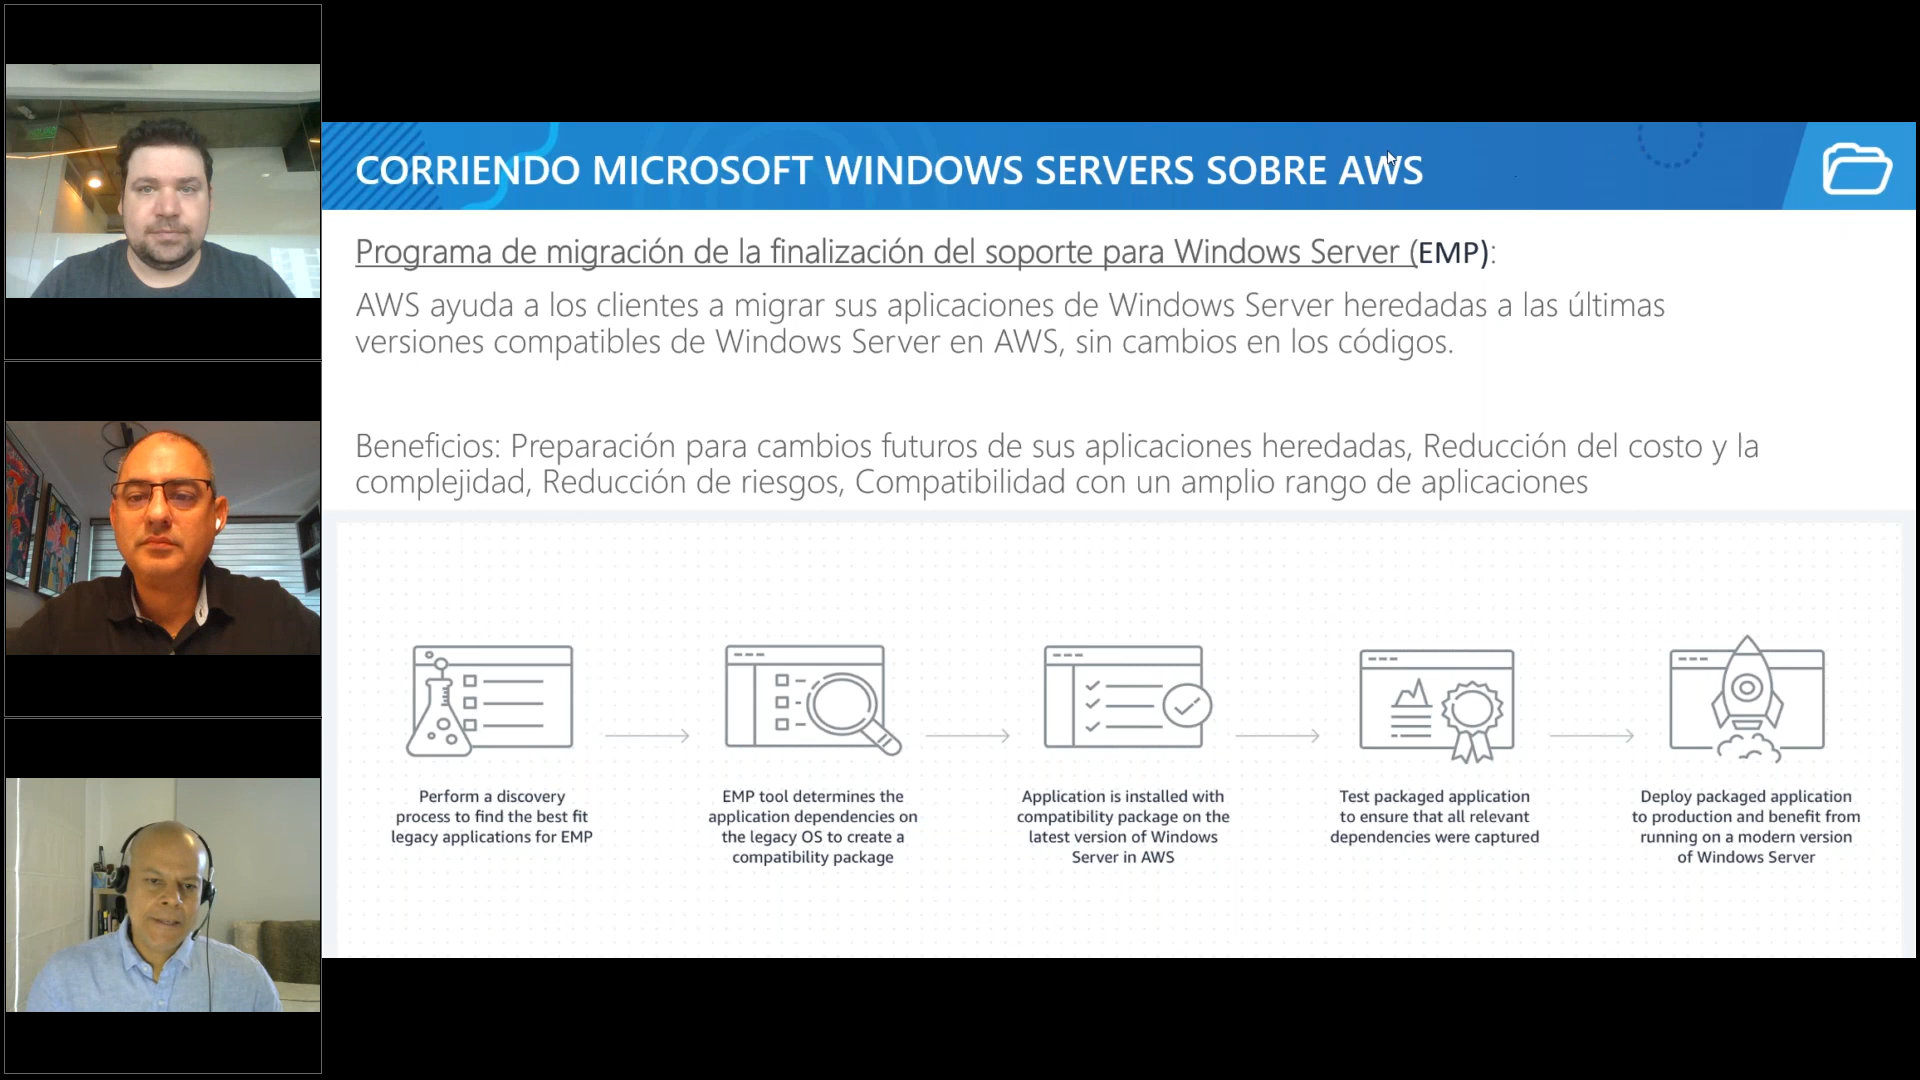 CORRIENDO MICROSOFT WINDOWS SERVERS SOBRE AWS
Programa de migración de la finalización del soporte para Windows Server (EMP):
AWS ayuda a los clientes a migrar sus aplicaciones de Windows Server heredadas a las últimas
versiones compatibles de Windows Server en AWS, sin cambios en los códigos.
Beneficios: Preparación para cambios futuros de sus aplicaciones heredadas, Reducción del costo y la
complejidad, Reducción de riesgos, Compatibilidad con un amplio rango de aplicaciones
Perform a discovery
process to find the best fit
legacy applications for EMP
EMP tool determines the
application dependencies on
the legacy OS to create a
compatibility package
Application is installed with
compatibility package on the
latest version of Windows
Server in AWS
Test packaged application
to ensure that all relevant
dependencies were captured
Deploy packaged application
to production and benefit from
running on a modern version
of Windows Server